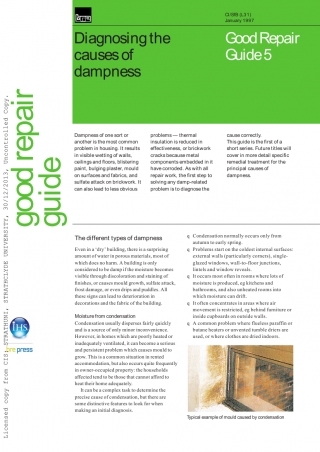 CI/SfB (L31)
January 1997
Diagnosing the
causes of
dampness
Good Repair
Guide 5
good repair
guide
Licensed copy from CIS: STRATHUNI, STRATHCLYDE UNIVERSITY, 30/12/2013, Uncontrolled Copy.
IHS
press
Dampness of one sort or
another is the most common
problem in housing. It results
in visible wetting of walls,
ceilings and floors, blistering
paint, bulging plaster, mould
on surfaces and fabrics, and
sulfate attack on brickwork. It
can also lead to less obvious
problems — thermal
insulation is reduced in
effectiveness, or brickwork
cracks because metal
components embedded in it
have corroded. As with all
repair work, the first step to
solving any damp-related
problem is to diagnose the
cause correctly.
This guide is the first of a
short series. Future titles will
cover in more detail specific
remedial treatment for the
principal causes of
dampness.
The different types of dampness
Even in a 'dry' building, there is a surprising
amount of water in porous materials, most of
which does no harm. A building is only
considered to be damp if the moisture becomes
visible through discoloration and staining of
finishes, or causes mould growth, sulfate attack,
frost damage, or even drips and puddles. All
these signs can lead to deterioration in
decorations and the fabric of the building.
Moisture from condensation
Condensation usually disperses fairly quickly
and is a source of only minor inconvenience.
However, in homes which are poorly heated or
inadequately ventilated, it can become a serious
and persistent problem which causes mould to
grow. This is a common situation in rented
accommodation, but also occurs quite frequently
in owner-occupied property: the households
affected tend to be those that cannot afford to
heat their home adequately.
It can be a complex task to determine the
precise cause of condensation, but there are
some distinctive features to look for when
making an initial diagnosis.
q Condensation normally occurs only from
autumn to early spring
q Problems start on the coldest internal surfaces:
external walls (particularly corners), single-
glazed windows, wall-to-floor junctions,
lintels and window reveals.
q It occurs most often in rooms where lots of
moisture is produced, eg kitchens and
bathrooms, and also unheated rooms into
which moisture can drift.
q It often concentrates in areas where air
movement is restricted, eg behind furniture or
inside cupboards on outside walls.
q A common problem where flueless paraffin or
butane heaters or unvented tumble driers are
used, or where clothes are dried indoors.
Typical example of mould caused by condensation